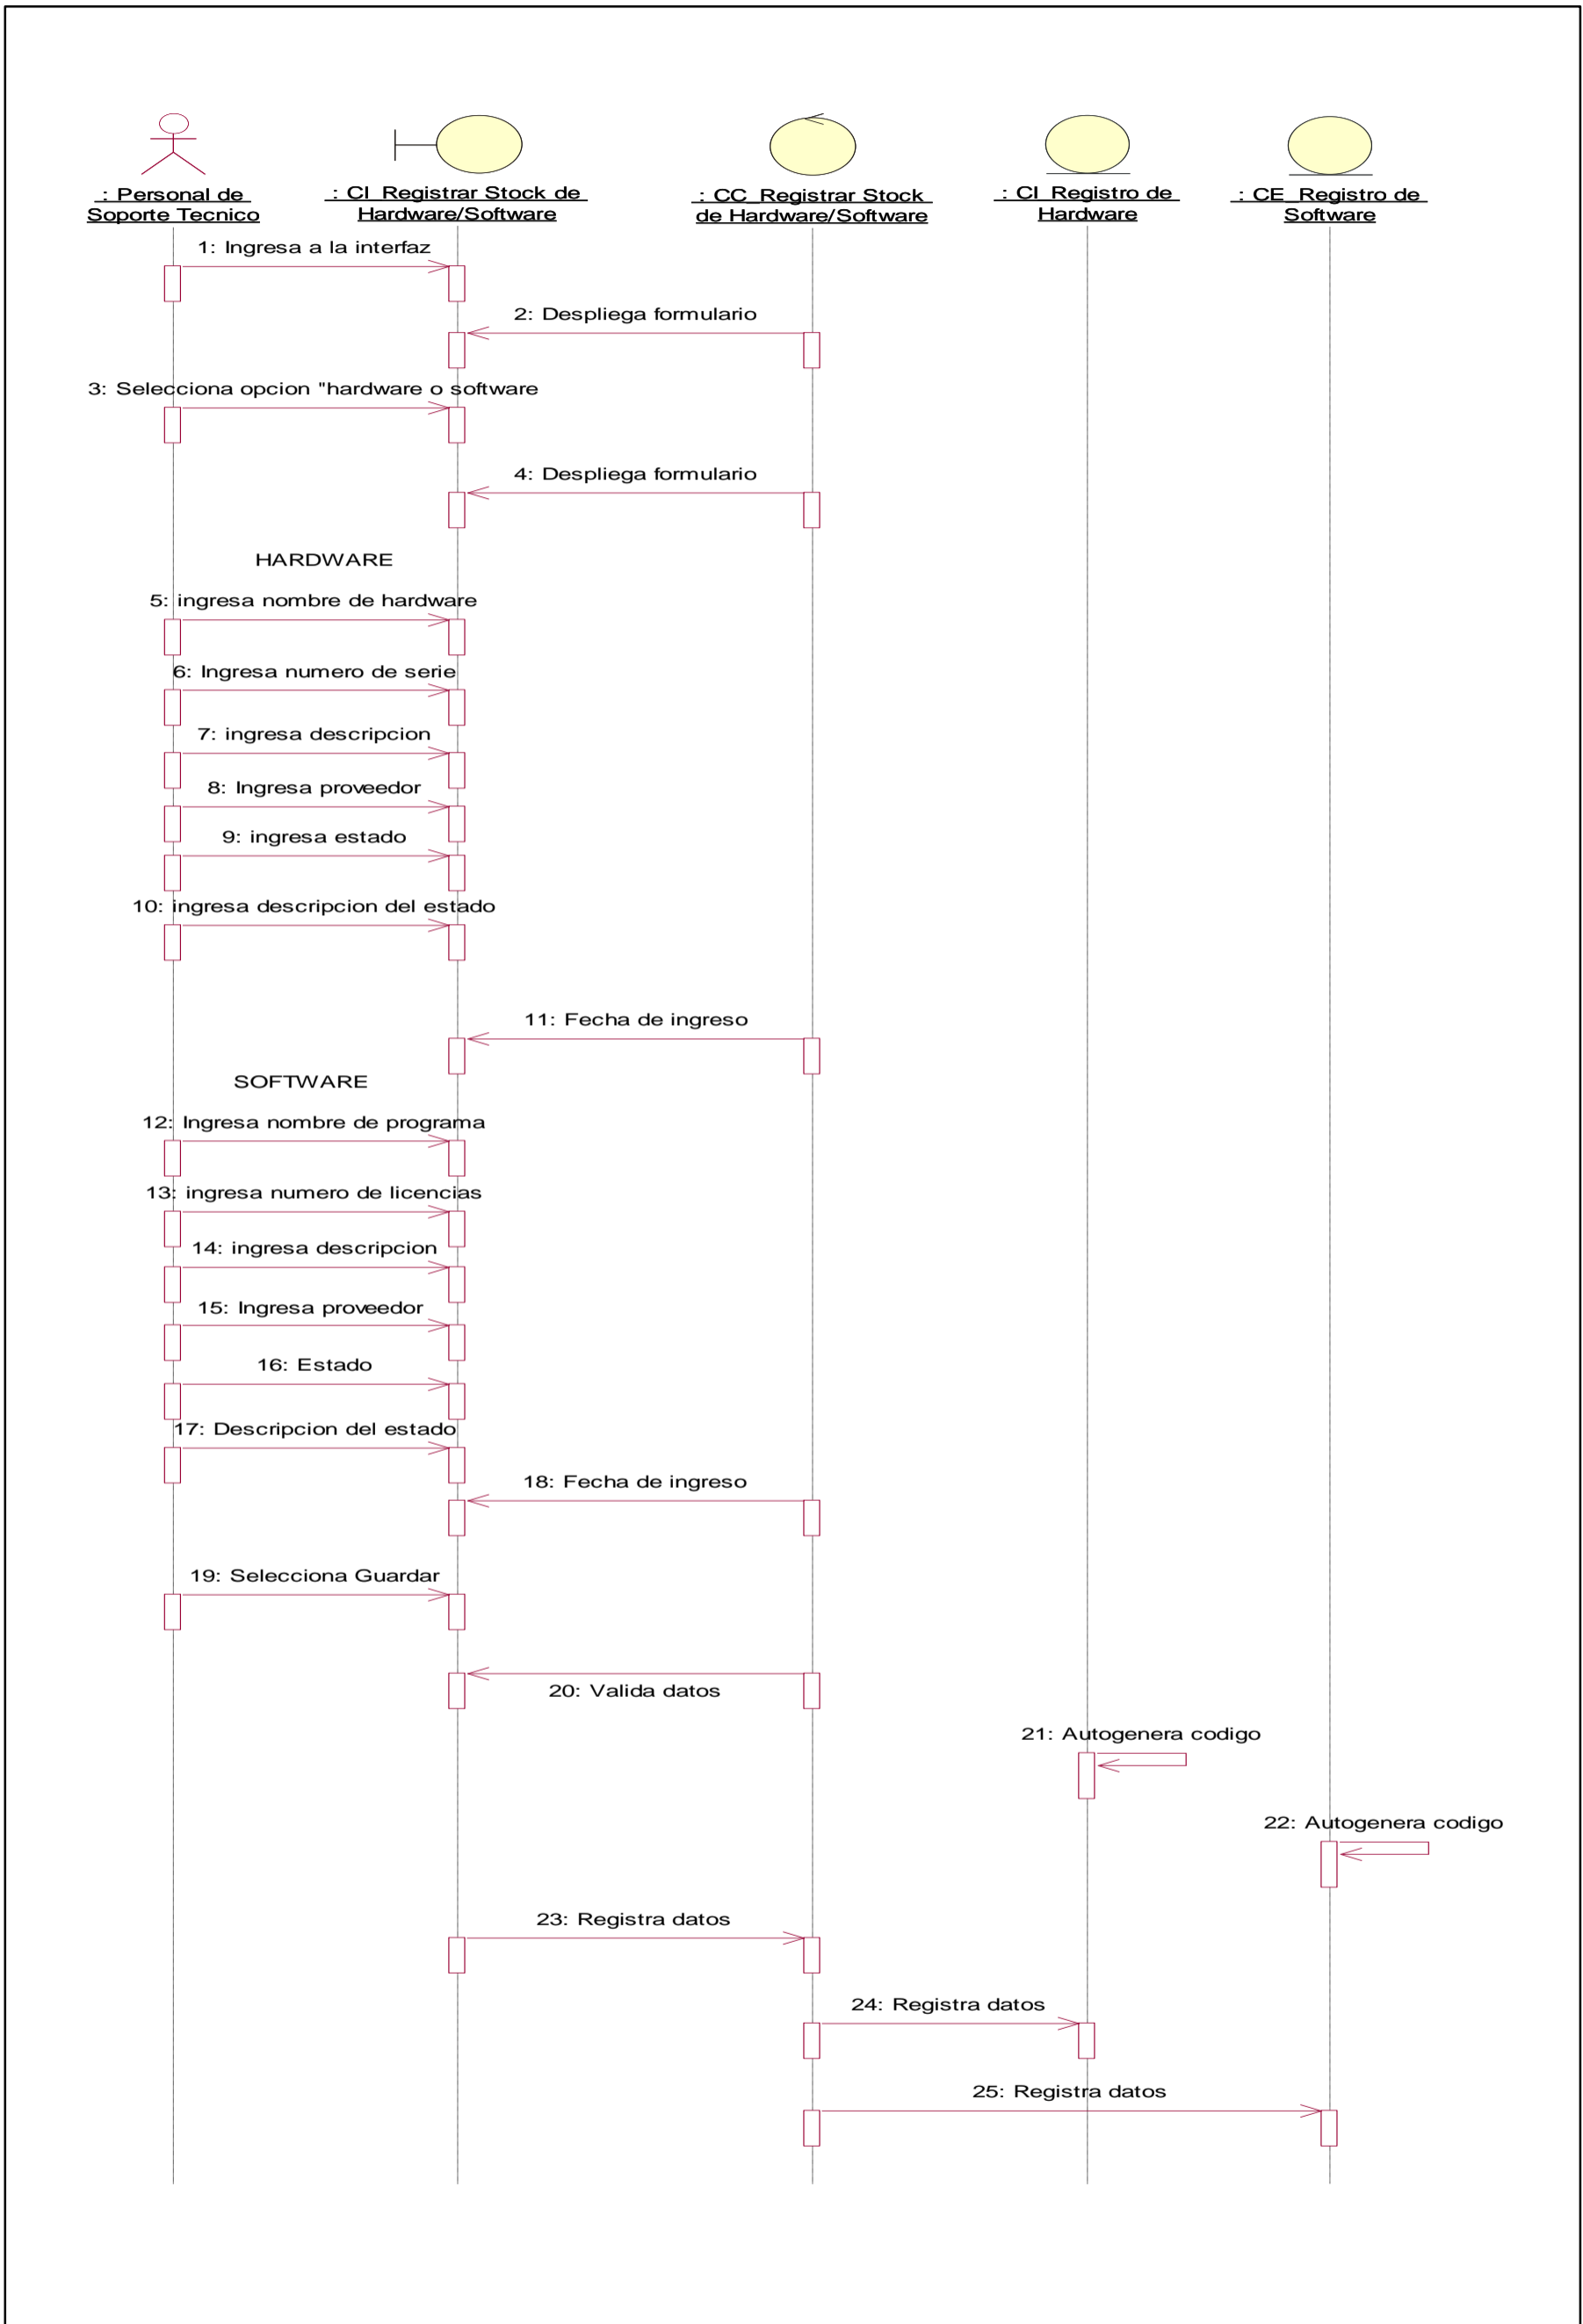 : Personal de
Soporte Tecnico
: CI_Registrar Stock de
Hardware/Software
: CC_Registrar Stock
de Hardware/Software
: CI_Registro de
Hardware
: CE_Registro de
Software
1: Ingresa a la interfaz
2: Despliega formulario
3: Selecciona opcion "hardware o software
4: Despliega formulario
HARDWARE
5: ingresa nombre de hardware
6: Ingresa numero de serie
7: ingresa descripcion
8: Ingresa proveedor
9: ingresa estado
10: ingresa descripcion del estado
11: Fecha de ingreso
SOFTWARE
12: Ingresa nombre de programa
13: ingresa numero de licencias
14: ingresa descripcion
15: Ingresa proveedor
16: Estado
17: Descripcion del estado
18: Fecha de ingreso
19: Selecciona Guardar
20: Valida datos
21: Autogenera codigo
22: Autogenera codigo
23: Registra datos
24: Registra datos
25: Registra datos